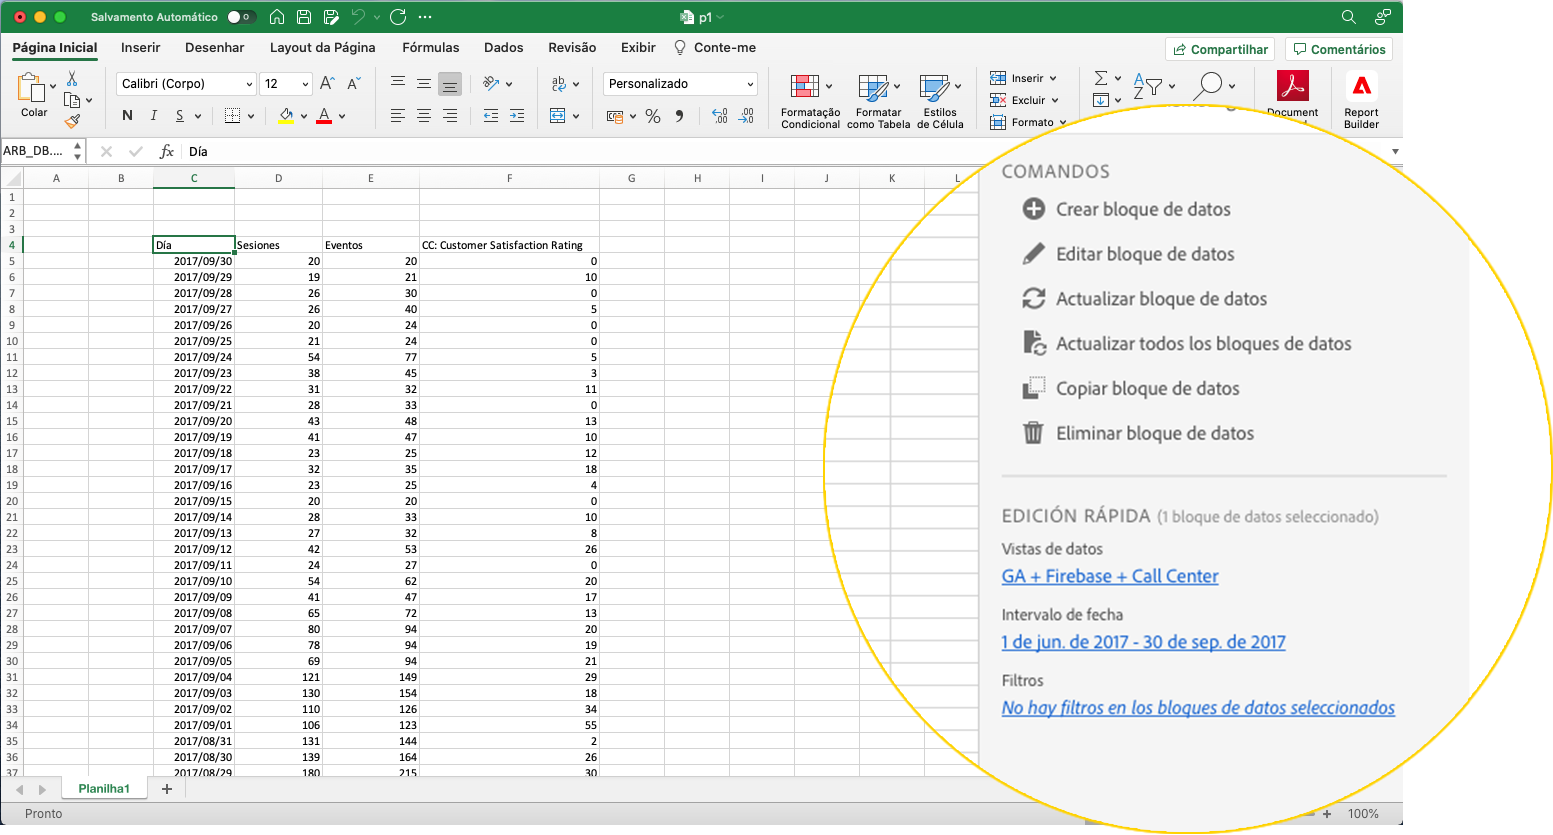 Salvamento Automático
p1
Página Inicial Inserir Desenhar Layout da Página Fórmulas Dados Revisão Exibir Conte-me Compartilhar Comentários
Colar
Calibri (Corpo) 12
N I S
A A
ab
Personalizado
%
Formatação Condicional
Formatar como Tabela
Estilos de Célula
Inserir
Excluir
Formato
Document
Report Builder
ARB_DB.... fx Día
A B C D E F G H I J K L
1
2
3
4 Día Sesiones Eventos CC: Customer Satisfaction Rating
5 2017/09/30 20 20 0
6 2017/09/29 19 21 10
7 2017/09/28 26 30 0
8 2017/09/27 26 40 5
9 2017/09/26 20 24 0
10 2017/09/25 21 24 0
11 2017/09/24 54 77 5
12 2017/09/23 38 45 3
13 2017/09/22 31 32 11
14 2017/09/21 28 33 0
15 2017/09/20 43 48 13
16 2017/09/19 41 47 10
17 2017/09/18 23 25 12
18 2017/09/17 32 35 18
19 2017/09/16 23 25 4
20 2017/09/15 20 20 0
21 2017/09/14 28 33 10
22 2017/09/13 27 32 8
23 2017/09/12 42 53 26
24 2017/09/11 24 27 0
25 2017/09/10 54 62 20
26 2017/09/09 41 47 17
27 2017/09/08 65 72 13
28 2017/09/07 80 94 20
29 2017/09/06 78 94 19
30 2017/09/05 69 94 21
31 2017/09/04 121 149 29
32 2017/09/03 130 154 18
33 2017/09/02 110 126 34
34 2017/09/01 106 123 55
35 2017/08/31 131 144 2
36 2017/08/30 139 164 26
37 2017/08/29 180 215 30
Planilha1
Pronto
100%
COMANDOS
Crear bloque de datos
Editar bloque de datos
Actualizar bloque de datos
Actualizar todos los bloques de datos
Copiar bloque de datos
Eliminar bloque de datos
EDICIÓN RÁPIDA (1 bloque de datos seleccionado)
Vistas de datos
GA + Firebase + Call Center
Intervalo de fecha
1 de jun. de 2017 - 30 de sep. de 2017
Filtros
No hay filtros en los bloques de datos seleccionados